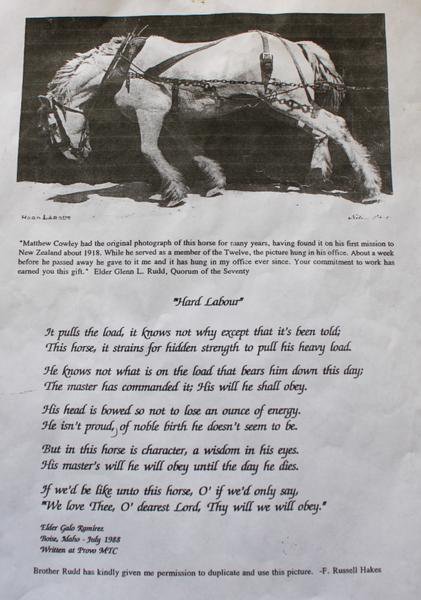 Hard Labour
"Matthew Cowley had the original photograph of this horse for many years, having found it on his first mission to
New Zealand about 1918. While he served as a member of the Twelve, the picture hung in his office. About a week
before he passed away he gave to it me and it has hung in my office ever since. Your commitment to work has
earned you this gift." Elder Glenn L. Rudd, Quorum of the Seventy
"Hard Labour"
It pulls the load, it knows not why except that it's been told;
This horse, it strains for hidden strength to pull his heavy load.
He knows not what is on the load that bears him down this day;
The master has commanded it; His will he shall obey.
His head is bowed so not to lose an ounce of energy.
He isn't proud, of noble birth he doesn't seem to be.
But in this horse is character, a wisdom in his eyes.
His master's will he will obey until the day he dies.
If we'd be like unto this horse, O' if we'd only say,
"We love Thee, O' dearest Lord, Thy will we will obey."
Elder Galo Ramirez
Boise, Idaho - July 1988
Written at Provo MTC
Brother Rudd has kindly given me permission to duplicate and use this picture. -F. Russell Hakes